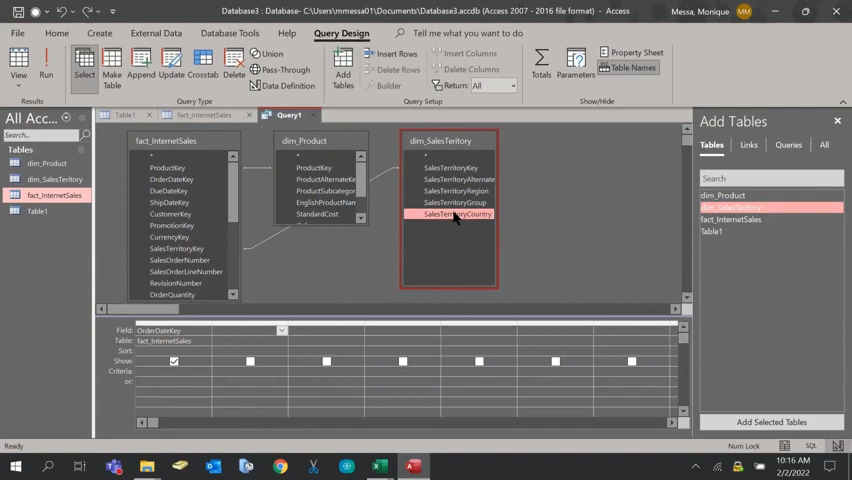 Database3 : Database- C:\Users\mmessa01\Documents\Database3.accdb (Access 2007 - 2016 file format) - Access
Messa, Monique
MM
File
Home
Create
External Data
Database Tools
Help
Query Design
Tell me what you want to do
View
Run
Results
Select
Make Table
Append
Update
Crosstab
Delete
Union
Pass-Through
Data Definition
Query Type
Add Tables
Insert Rows
Delete Rows
Builder
Insert Columns
Delete Columns
Return: All
Query Setup
Totals
Parameters
Property Sheet
Table Names
Show/Hide
All Acc...
Search...
Tables
dim_Product
dim_SalesTeritory
fact_InternetSales
Table1
Table1
fact_InternetSales
Query1
fact_InternetSales
*
ProductKey
OrderDateKey
DueDateKey
ShipDateKey
CustomerKey
PromotionKey
CurrencyKey
SalesTerritoryKey
SalesOrderNumber
SalesOrderLineNumber
RevisionNumber
OrderQuantity
dim_Product
*
ProductKey
ProductAlternateKe
ProductSubcategor
EnglishProductNan
StandardCost
dim_SalesTeritory
*
SalesTerritoryKey
SalesTerritoryAlternate
SalesTerritoryRegion
SalesTerritoryGroup
SalesTerritoryCountry
Field: OrderDateKey
Table: fact_InternetSales
Sort:
Show:
Criteria:
or:
Add Tables
Tables
Links
Queries
All
Search
dim_Product
dim_SalesTeritory
fact_InternetSales
Table1
Add Selected Tables
Ready
Num Lock
SQL
10:16 AM
2/2/2022